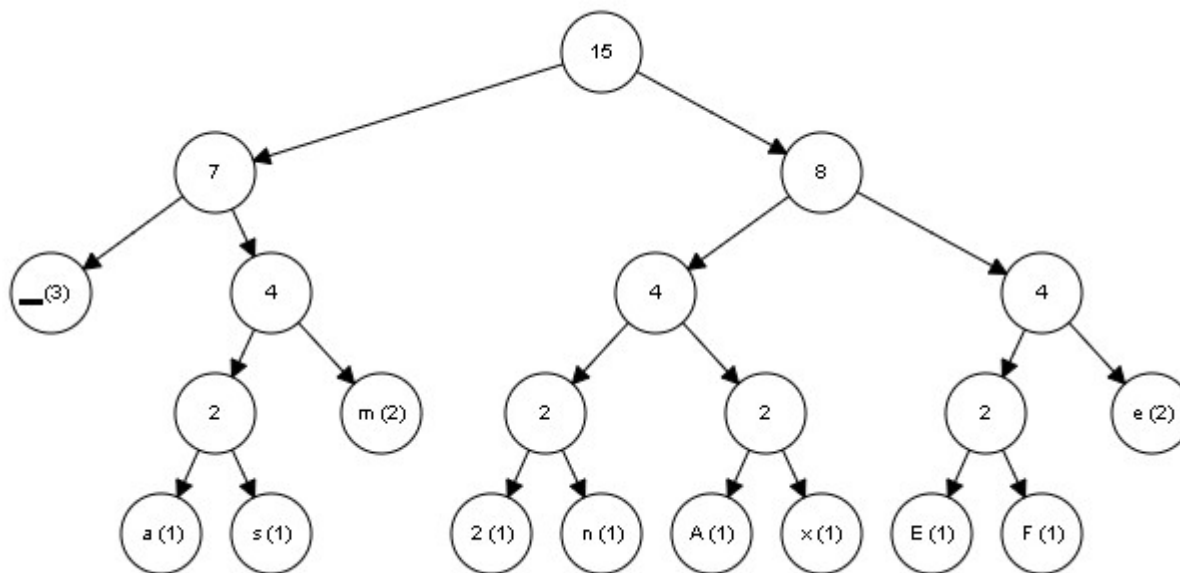 15
7
8
_(3)
4
4
4
2
m (2)
2
2
2
e (2)
a (1)
s (1)
2 (1)
n (1)
A (1)
x (1)
E (1)
F (1)